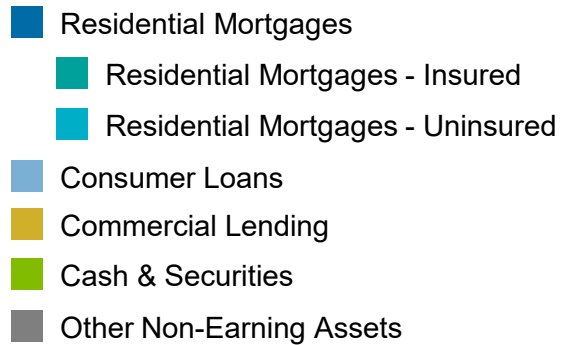 Residential Mortgages
Residential Mortgages - Insured
Residential Mortgages - Uninsured
Consumer Loans
Commercial Lending
Cash & Securities
Other Non-Earning Assets